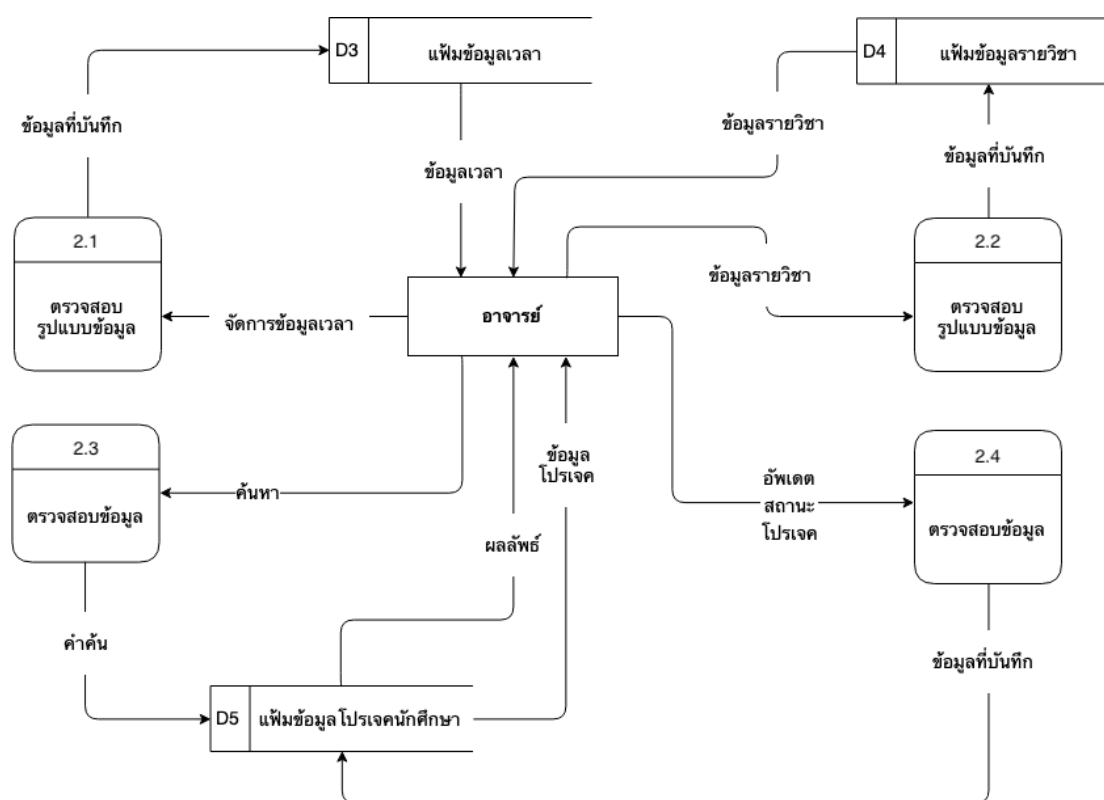 D3
แฟ้มข้อมูลเวลา
D4
แฟ้มข้อมูลรายวิชา
ข้อมูลที่บันทึก
ข้อมูลรายวิชา
ข้อมูลเวลา
ข้อมูลที่บันทึก
2.1
ตรวจสอบ
รูปแบบข้อมูล
จัดการข้อมูลเวลา
อาจารย์
ข้อมูลรายวิชา
2.2
ตรวจสอบ
รูปแบบข้อมูล
2.3
ตรวจสอบข้อมูล
ค้นหา
ข้อมูล
โปรเจค
ผลลัพธ์
อัพเดต
สถานะ
โปรเจค
2.4
ตรวจสอบข้อมูล
คำค้น
ข้อมูลที่บันทึก
D5
แฟ้มข้อมูลโปรเจคนักศึกษา